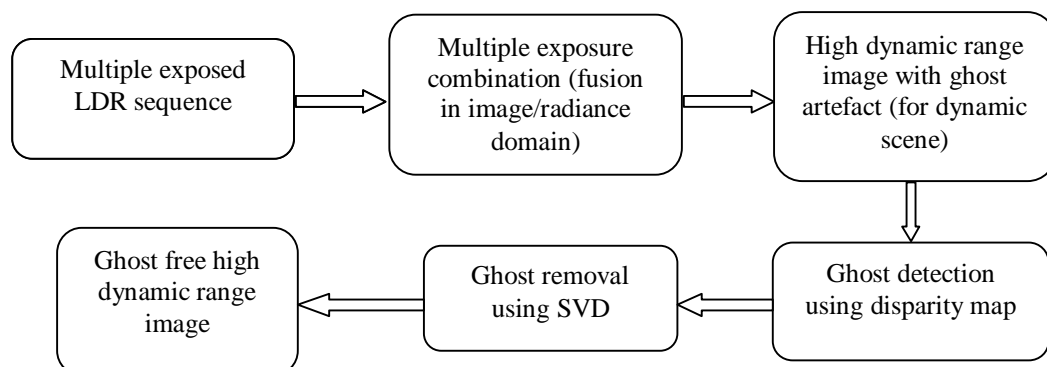 Multiple exposed
LDR sequence
Multiple exposure
combination (fusion
in image/radiance
domain)
High dynamic range
image with ghost
artefact (for dynamic
scene)
Ghost detection
using disparity map
Ghost removal
using SVD
Ghost free high
dynamic range
image